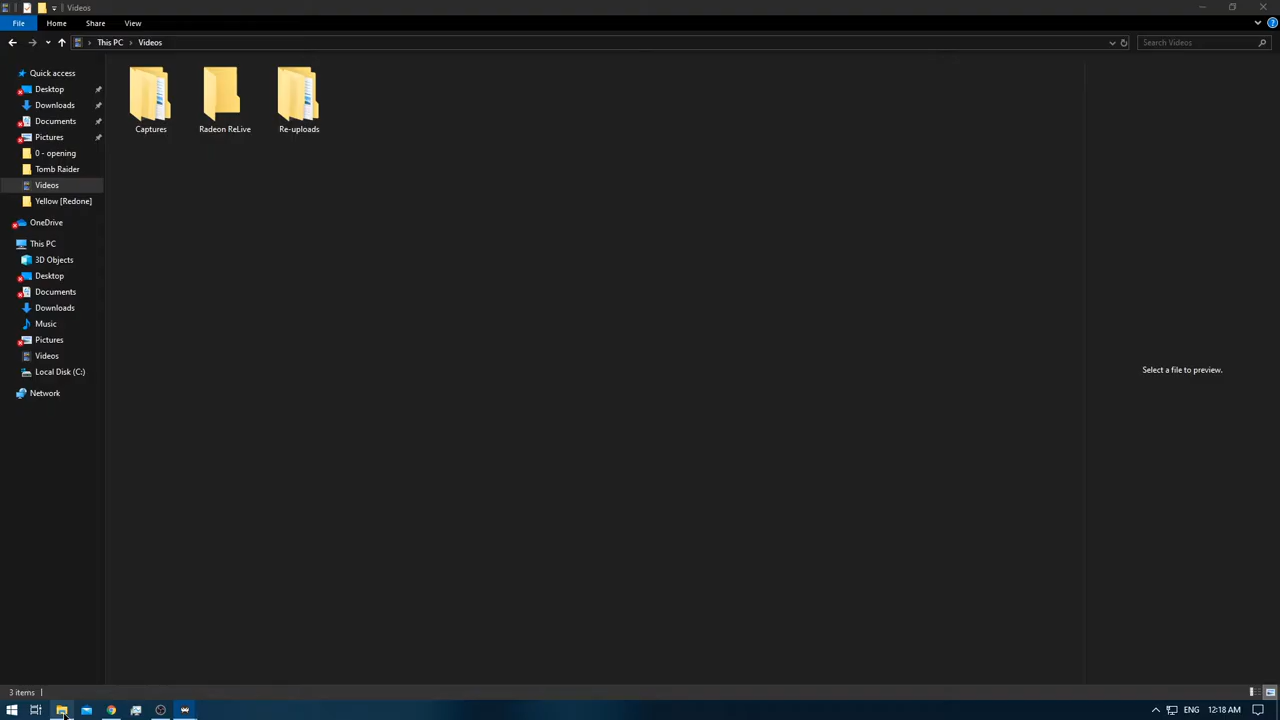 Videos
File Home Share View
This PC Videos
Search Videos
Quick access
Desktop
Downloads
Documents
Pictures
0 - opening
Tomb Raider
Videos
Yellow [Redone]
OneDrive
This PC
3D Objects
Desktop
Documents
Downloads
Music
Pictures
Videos
Local Disk (C:)
Network
Captures
Radeon ReLive
Re-uploads
Select a file to preview.
3 items
ENG 12:18 AM